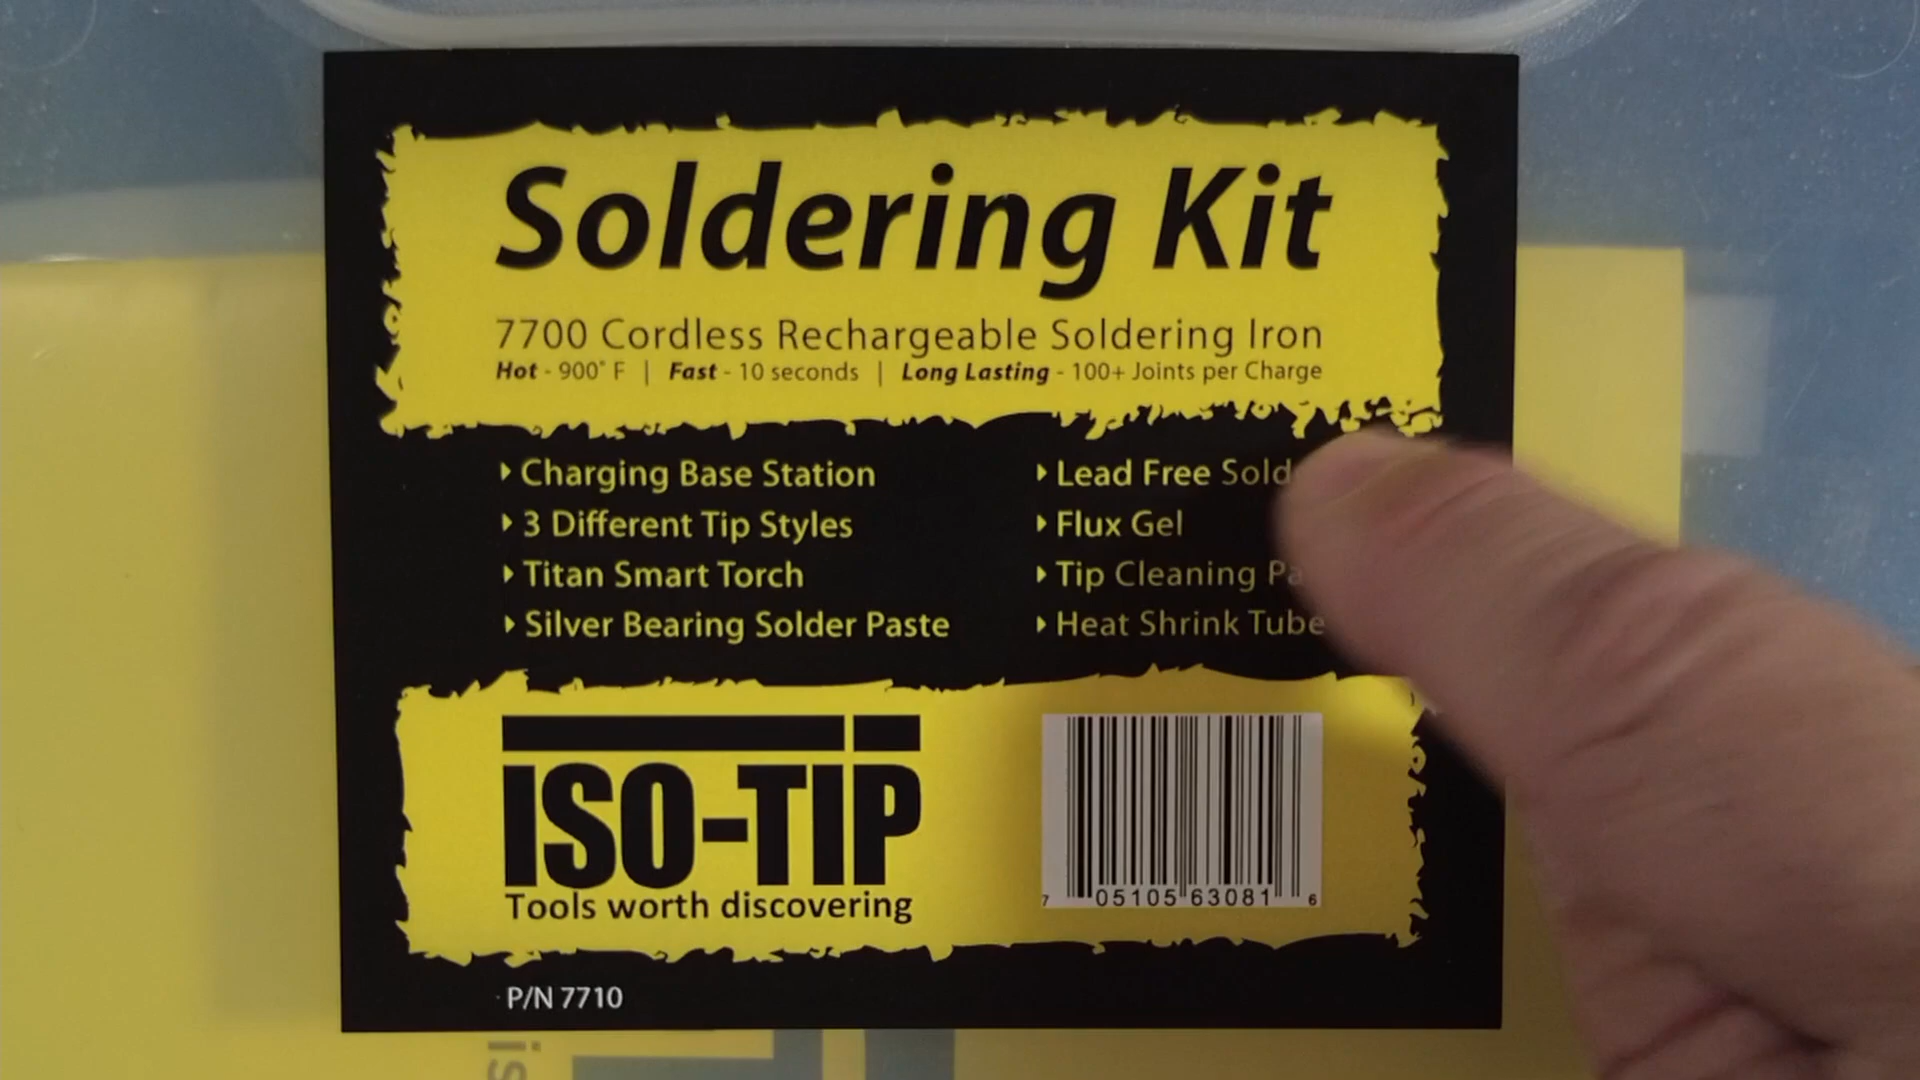 Soldering Kit
7700 Cordless Rechargeable Soldering Iron
Hot - 900° F | Fast - 10 seconds | Long Lasting - 100+ Joints per Charge
Charging Base Station
3 Different Tip Styles
Titan Smart Torch
Silver Bearing Solder Paste
Lead Free
Flux Gel
Tip Cleaning
Heat Shrink Tube
ISO-TIP
Tools worth discovering
7 05105 63081 6
P/N 7710
is